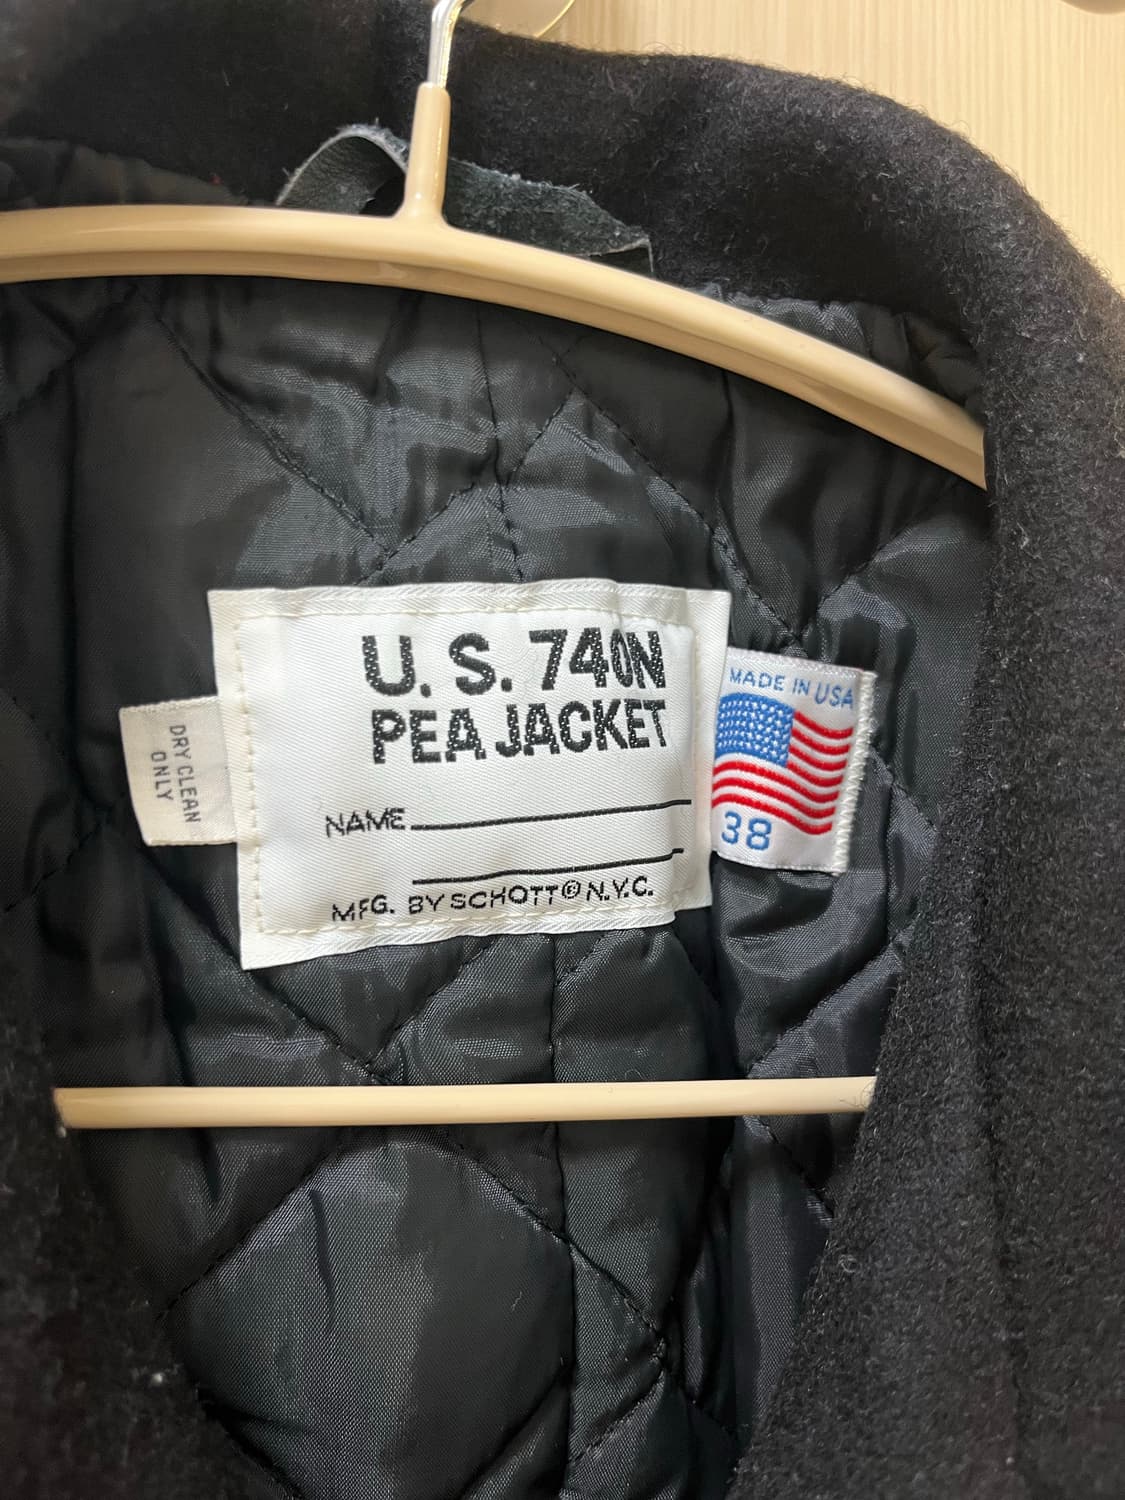 U. S. 740N
PEA JACKET
NAME
MFG. BY SCHOTT® N.Y.C.
DRY CLEAN
ONLY
MADE IN USA
38